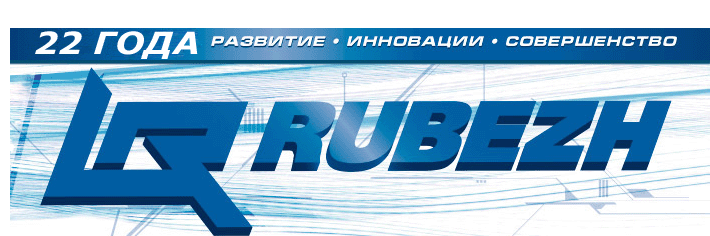 22 ГОДА РАЗВИТИЕ • ИННОВАЦИИ • СОВЕРШЕНСТВО
RUBEZH